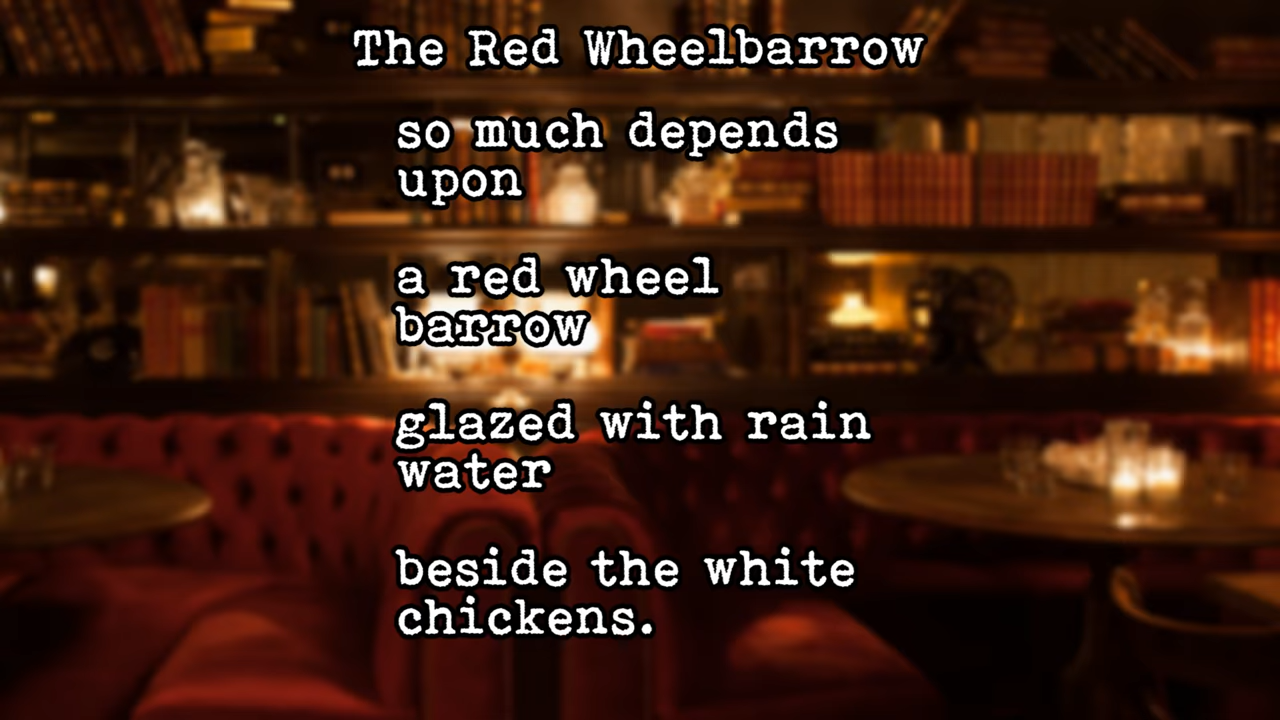 The Red Wheelbarrow
so much depends
upon
a red wheel
barrow
glazed with rain
water
beside the white
chickens.